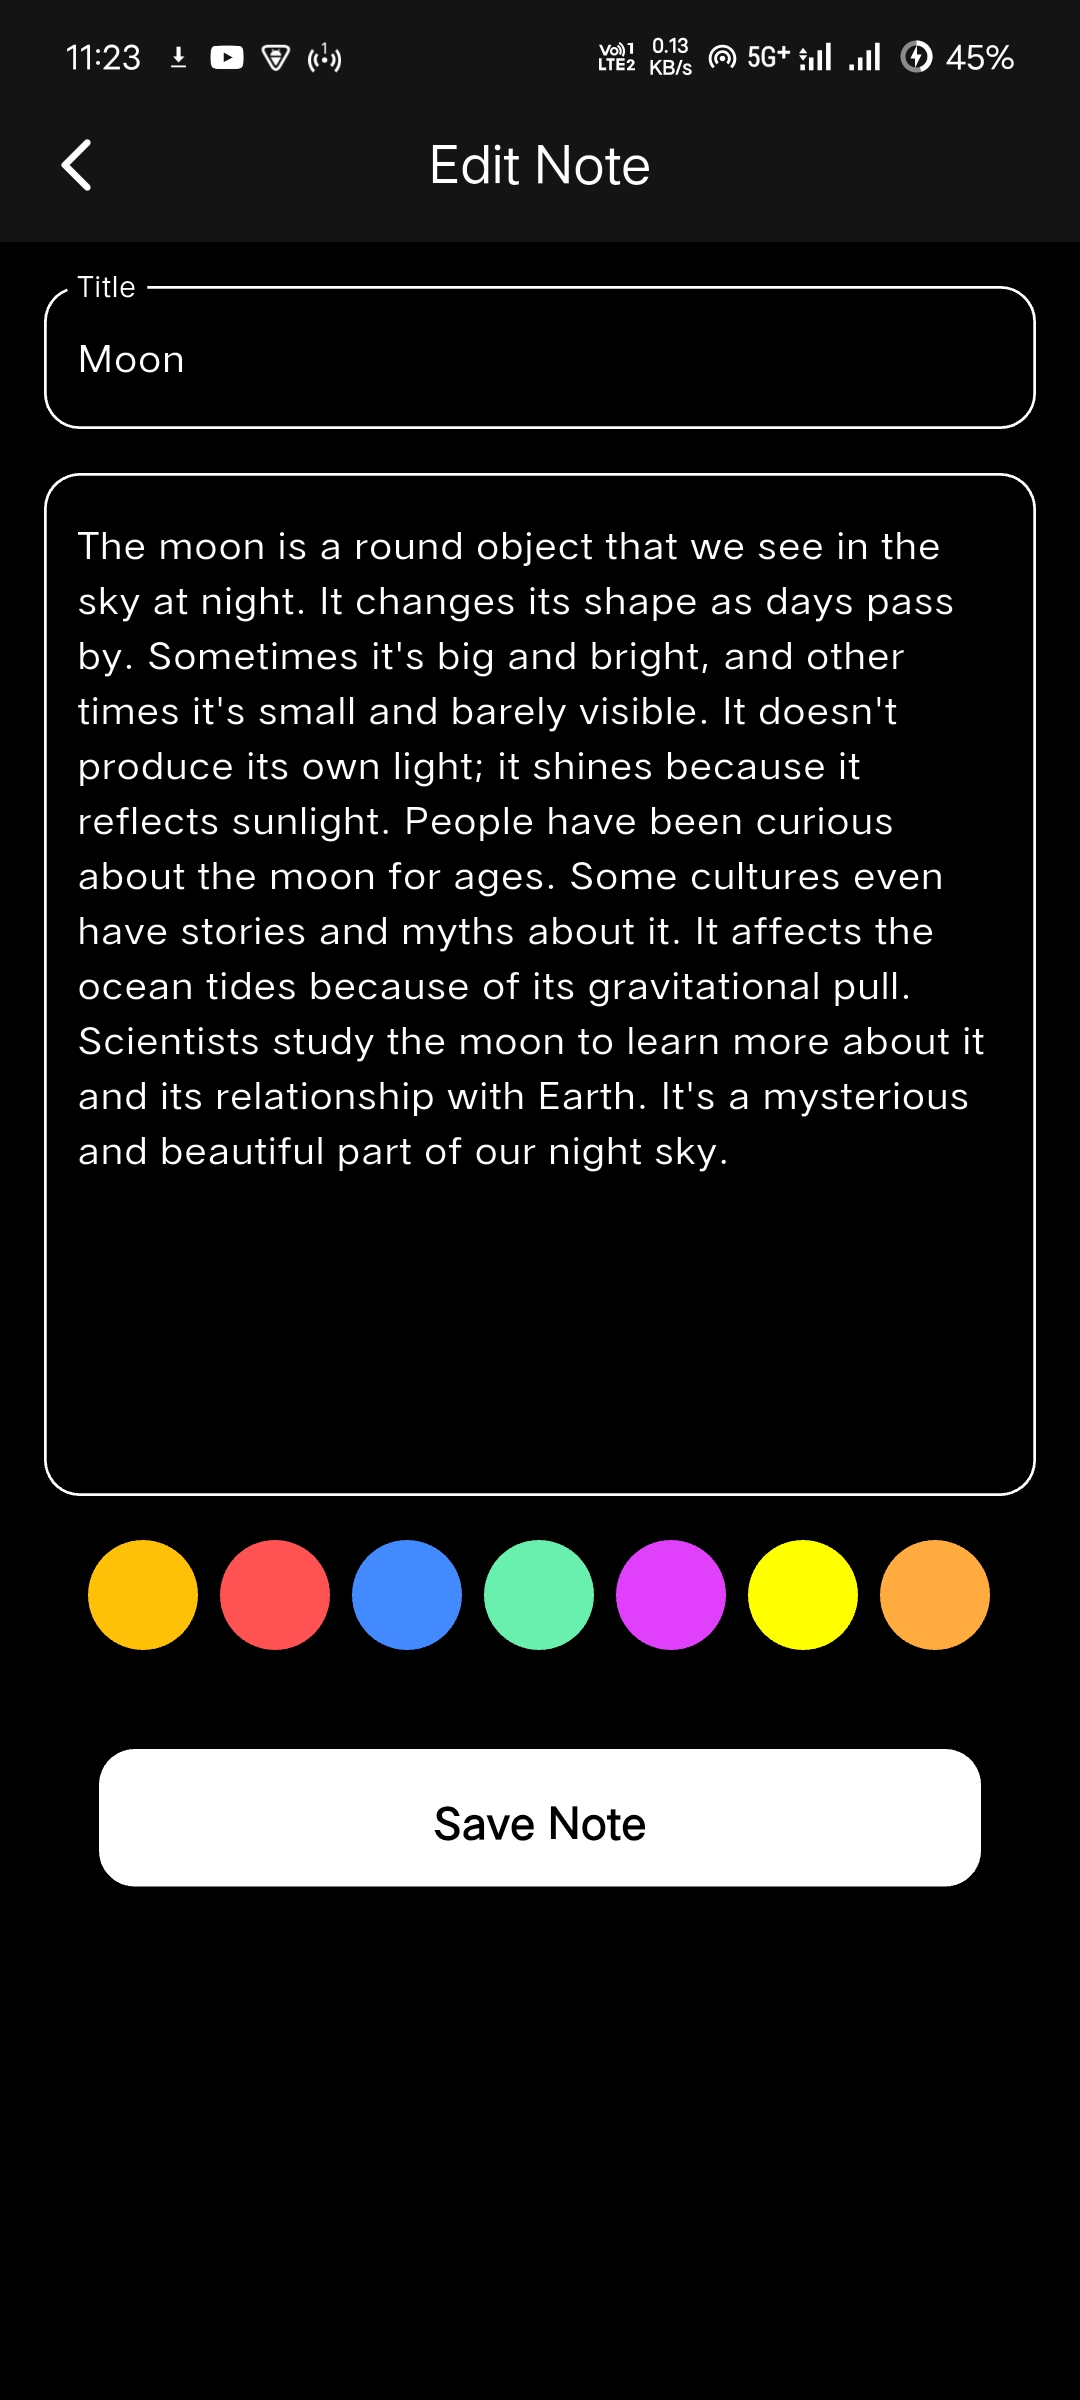 11:23 1 Vo) 1 LTE2 0.13 KB/s 5G+ 45%
Edit Note
Title
Moon
The moon is a round object that we see in the
sky at night. It changes its shape as days pass
by. Sometimes it's big and bright, and other
times it's small and barely visible. It doesn't
produce its own light; it shines because it
reflects sunlight. People have been curious
about the moon for ages. Some cultures even
have stories and myths about it. It affects the
ocean tides because of its gravitational pull.
Scientists study the moon to learn more about it
and its relationship with Earth. It's a mysterious
and beautiful part of our night sky.
Save Note